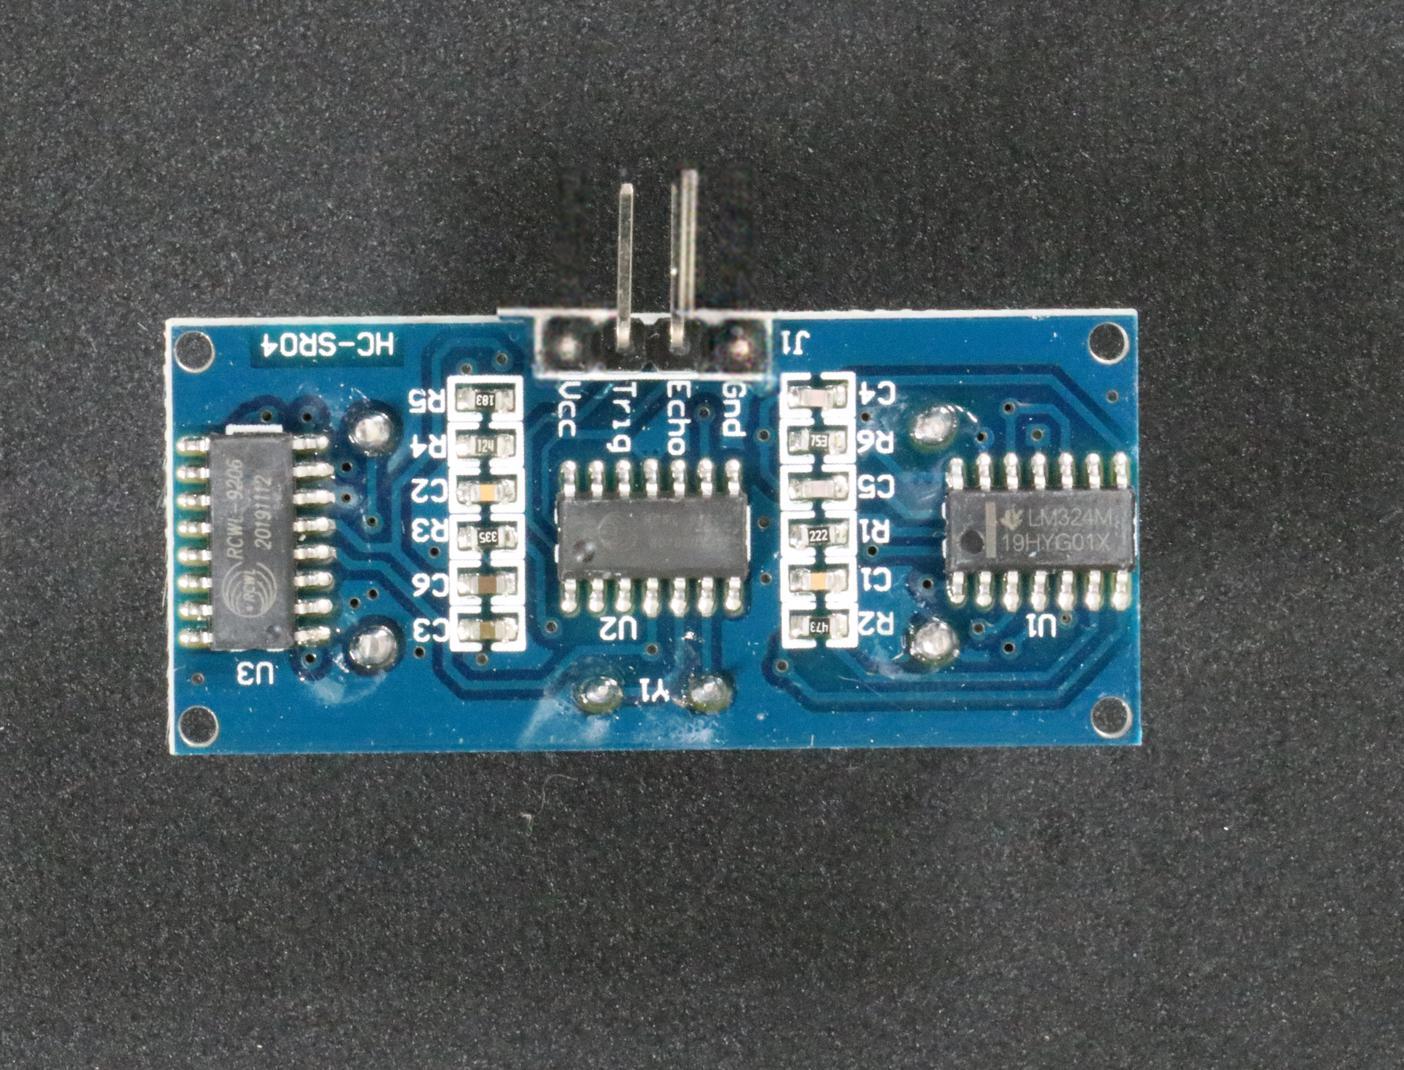 HC-SR04
J1
Vcc
Trig
Echo
Gnd
R5
183
R4
124
C2
R3
335
C6
C3
C4
R6
753
C5
R1
222
C1
R2
473
RCWL-9206
20191112
RCWL
U3
U2
Y1
LM324M
19HYG01X
U1